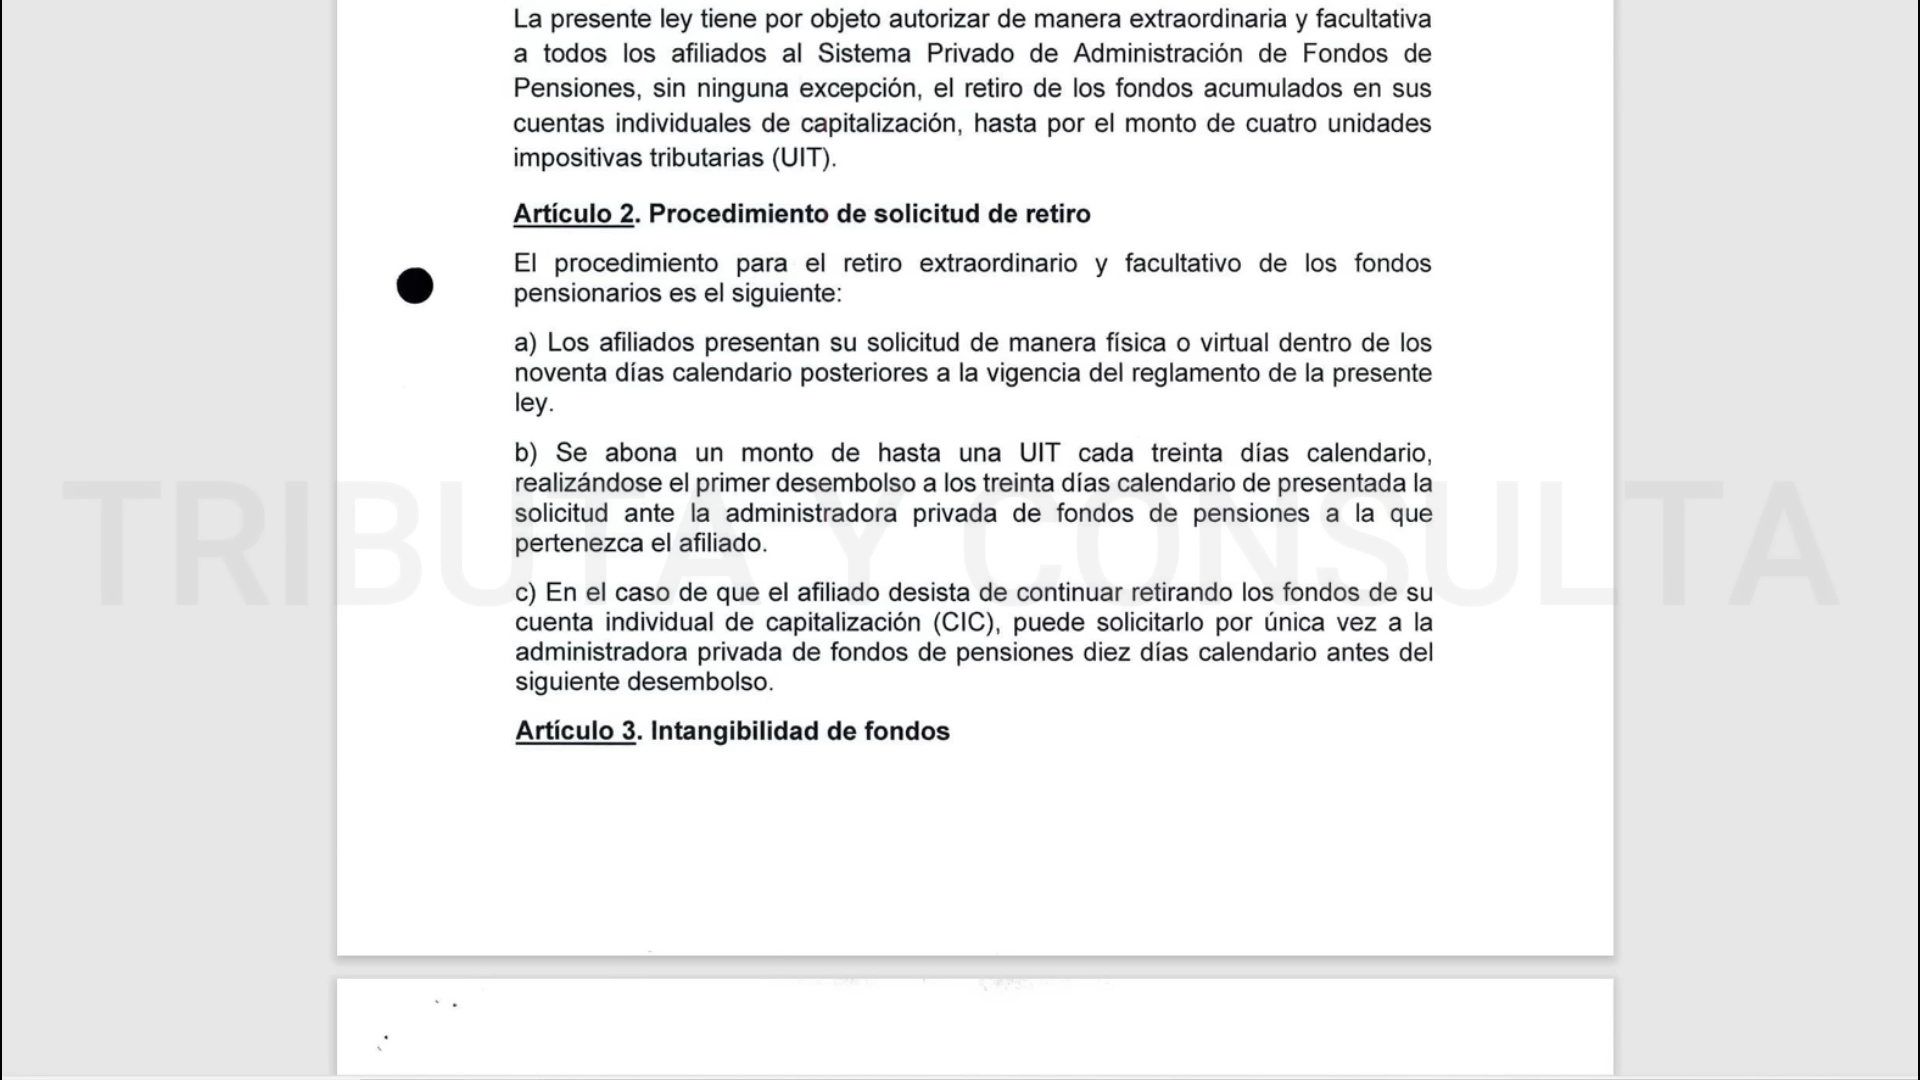 La presente ley tiene por objeto autorizar de manera extraordinaria y facultativa
a todos los afiliados al Sistema Privado de Administración de Fondos de
Pensiones, sin ninguna excepción, el retiro de los fondos acumulados en sus
cuentas individuales de capitalización, hasta por el monto de cuatro unidades
impositivas tributarias (UIT).
Artículo 2. Procedimiento de solicitud de retiro
El procedimiento para el retiro extraordinario y facultativo de los fondos
pensionarios es el siguiente:
a) Los afiliados presentan su solicitud de manera física o virtual dentro de los
noventa días calendario posteriores a la vigencia del reglamento de la presente
ley.
b) Se abona un monto de hasta una UIT cada treinta días calendario,
realizándose el primer desembolso a los treinta días calendario de presentada la
solicitud ante la administradora privada de fondos de pensiones a la que
pertenezca el afiliado.
TRIBUTA Y CONSULTA
c) En el caso de que el afiliado desista de continuar retirando los fondos de su
cuenta individual de capitalización (CIC), puede solicitarlo por única vez a la
administradora privada de fondos de pensiones diez días calendario antes del
siguiente desembolso.
Artículo 3. Intangibilidad de fondos